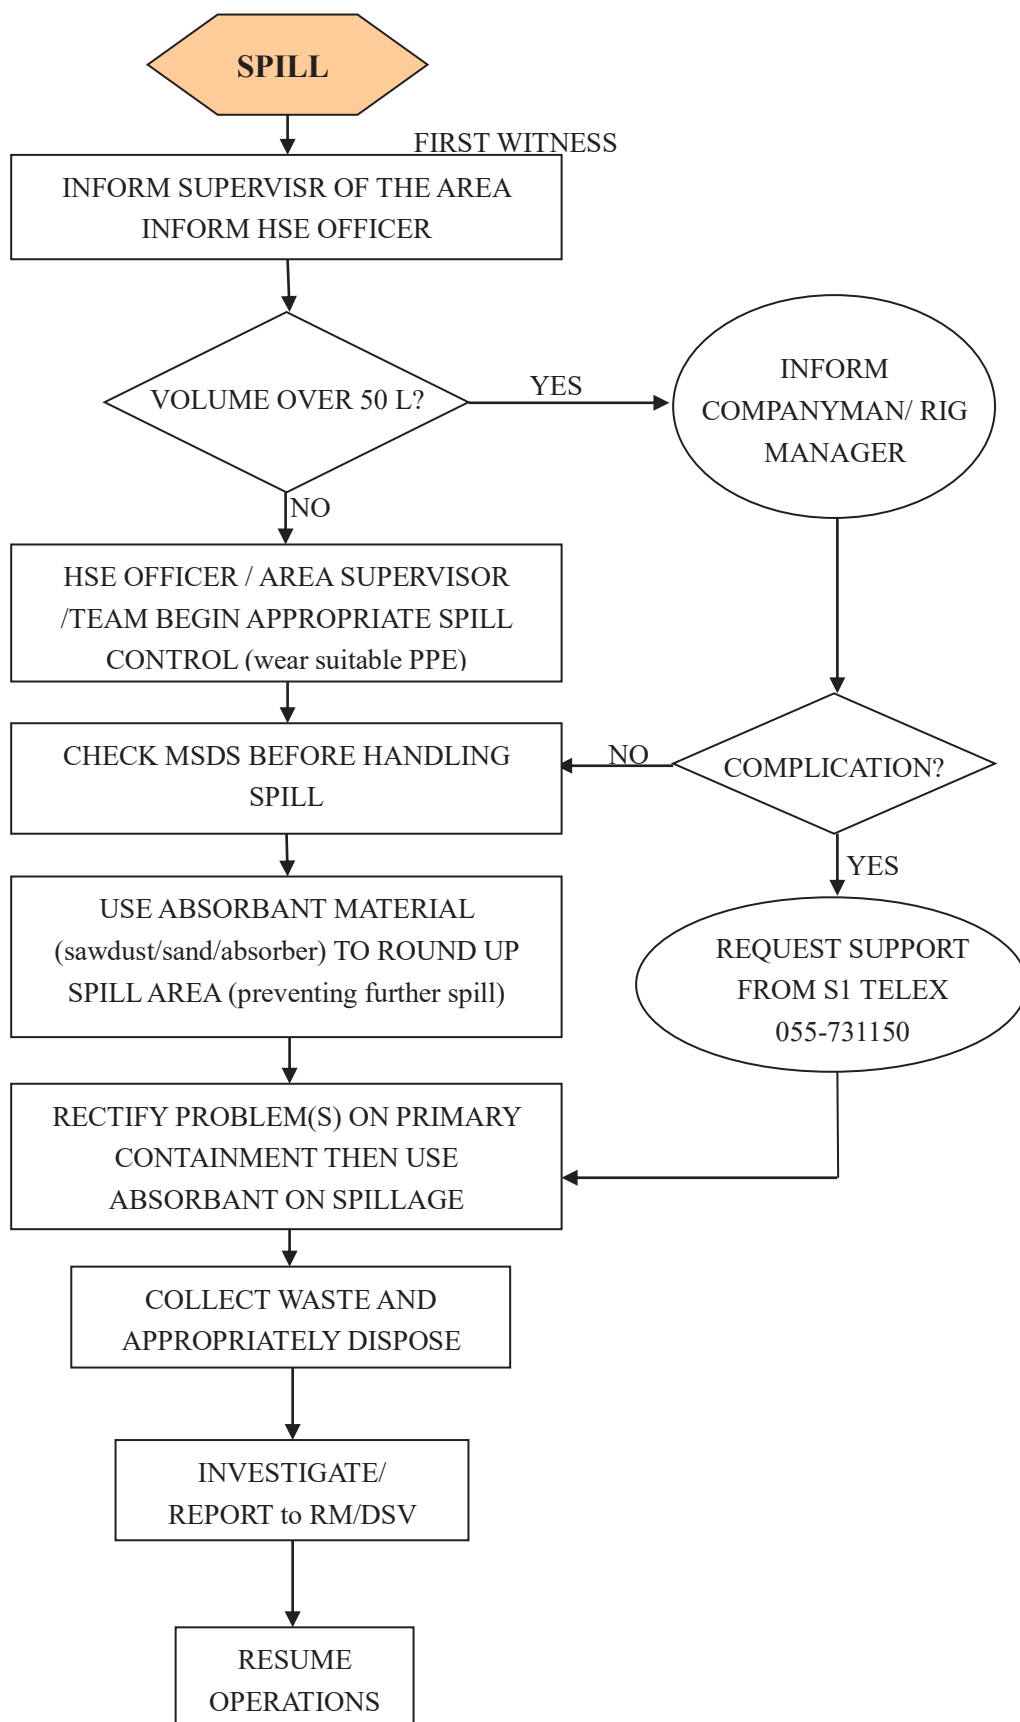 SPILL
FIRST WITNESS
INFORM SUPERVISR OF THE AREA
INFORM HSE OFFICER
VOLUME OVER 50 L?
YES
INFORM
COMPANYMAN/ RIG
MANAGER
NO
HSE OFFICER / AREA SUPERVISOR
/TEAM BEGIN APPROPRIATE SPILL
CONTROL (wear suitable PPE)
CHECK MSDS BEFORE HANDLING
SPILL
NO
COMPLICATION?
YES
USE ABSORBANT MATERIAL
(sawdust/sand/absorber) TO ROUND UP
SPILL AREA (preventing further spill)
REQUEST SUPPORT
FROM S1 TELEX
055-731150
RECTIFY PROBLEM(S) ON PRIMARY
CONTAINMENT THEN USE
ABSORBANT ON SPILLAGE
COLLECT WASTE AND
APPROPRIATELY DISPOSE
INVESTIGATE/
REPORT to RM/DSV
RESUME
OPERATIONS